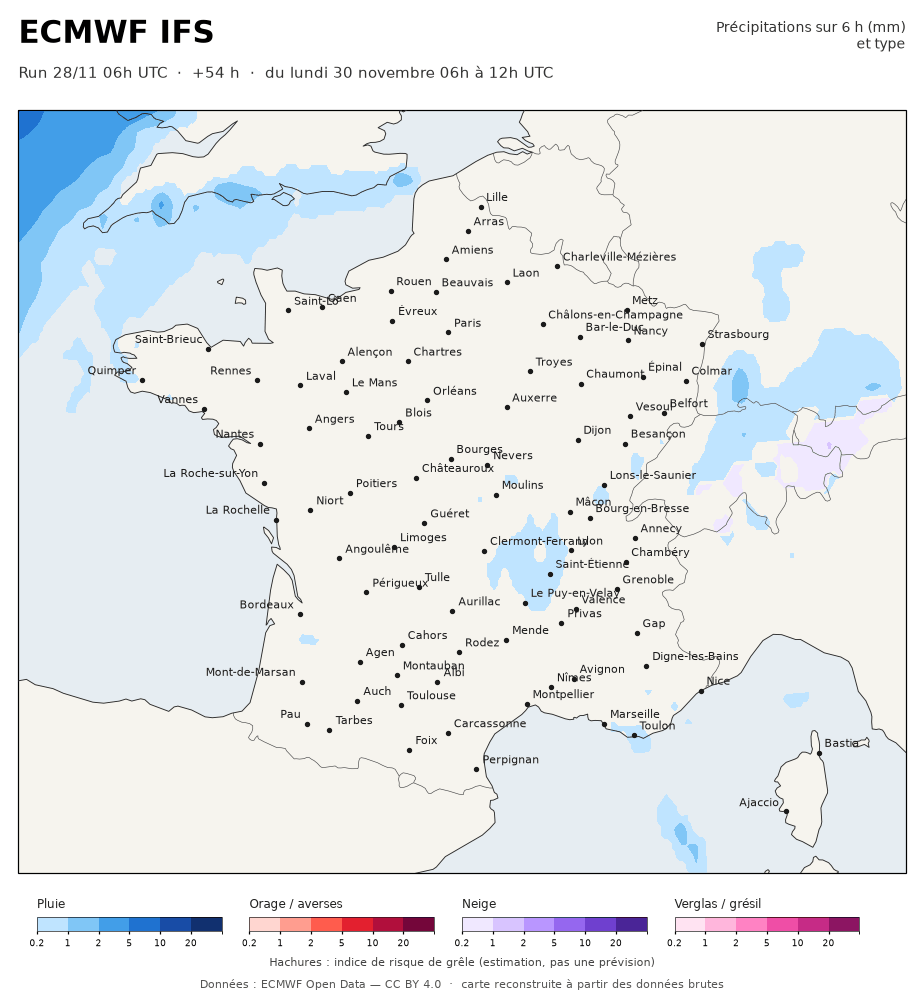 ECMWF IFS
Précipitations sur 6 h (mm)
et type
Run 28/11 06h UTC · +54 h · du lundi 30 novembre 06h à 12h UTC
Lille
Arras
Amiens
Charleville-Mézières
Laon
Rouen
Beauvais
Saint-Lô
Caen
Metz
Évreux
Châlons-en-Champagne
Paris
Bar-le-Duc
Nancy
Strasbourg
Saint-Brieuc
Alençon
Chartres
Troyes
Épinal
Quimper
Rennes
Laval
Le Mans
Chaumont
Colmar
Orléans
Vannes
Auxerre
Vesoul
Belfort
Angers
Blois
Tours
Nantes
Dijon
Besançon
Bourges
Nevers
La Roche-sur-Yon
Châteauroux
Lons-le-Saunier
Poitiers
Moulins
Niort
La Rochelle
Mâcon
Bourg-en-Bresse
Guéret
Annecy
Limoges
Clermont-Ferrand
Lyon
Angoulême
Chambéry
Saint-Étienne
Périgueux
Tulle
Grenoble
Le Puy-en-Velay
Valence
Bordeaux
Aurillac
Privas
Cahors
Rodez
Mende
Gap
Agen
Digne-les-Bains
Mont-de-Marsan
Montauban
Albi
Nîmes
Avignon
Nice
Auch
Toulouse
Montpellier
Pau
Tarbes
Carcassonne
Marseille
Toulon
Foix
Bastia
Perpignan
Ajaccio
Pluie
0.2 1 2 5 10 20
Orage / averses
0.2 1 2 5 10 20
Neige
0.2 1 2 5 10 20
Verglas / grésil
0.2 1 2 5 10 20
Hachures : indice de risque de grêle (estimation, pas une prévision)
Données : ECMWF Open Data — CC BY 4.0 · carte reconstruite à partir des données brutes